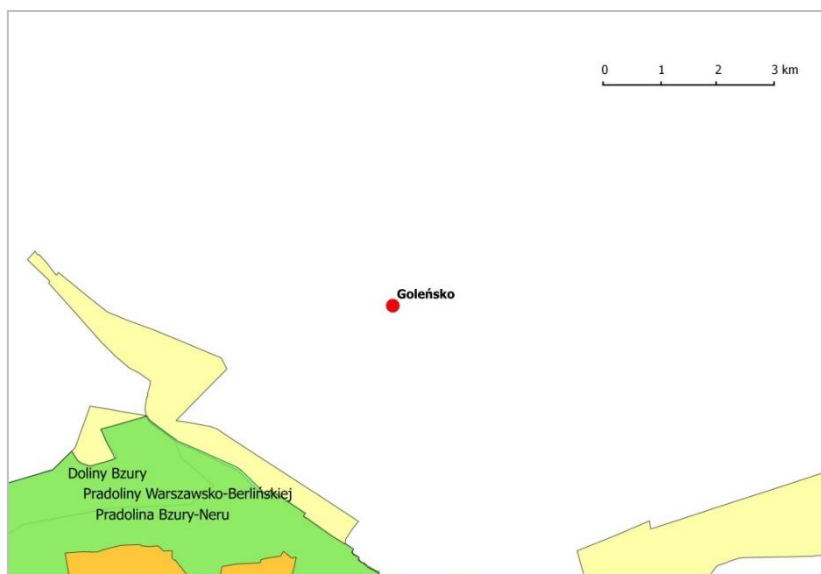 0 1 2 3 km
Goleńsko
Doliny Bzury
Pradoliny Warszawsko-Berlińskiej
Pradolina Bzury-Neru